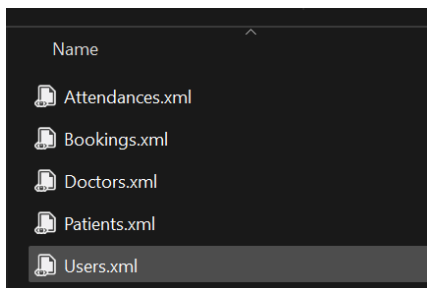 Name
Attendances.xml
Bookings.xml
Doctors.xml
Patients.xml
Users.xml